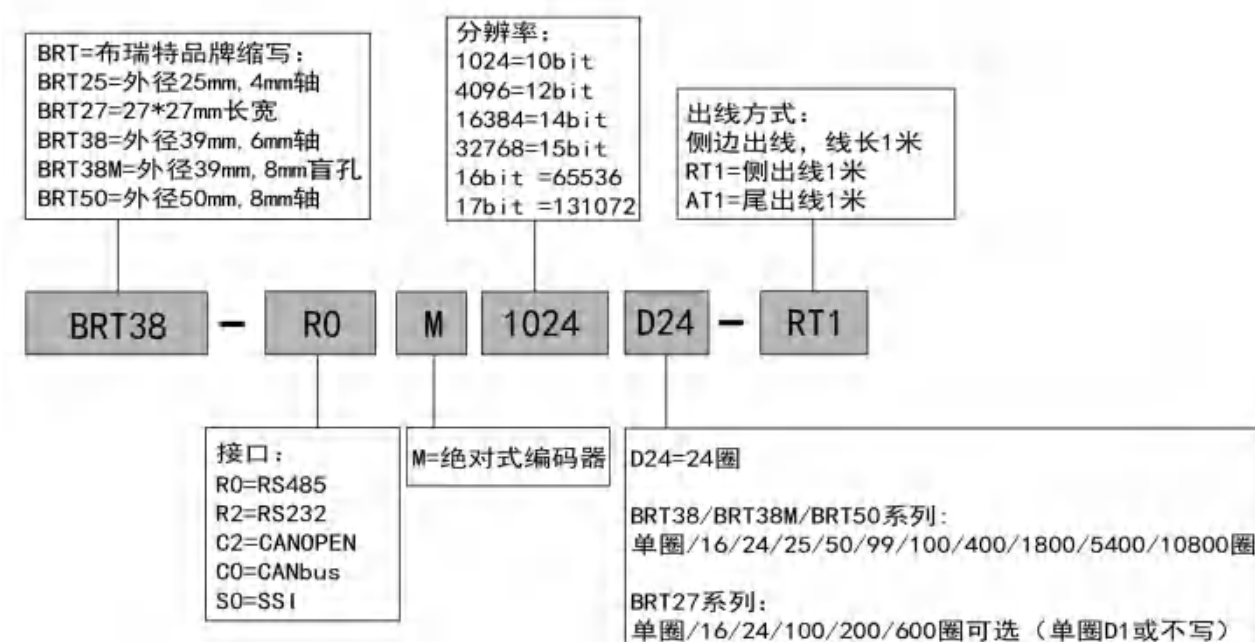 BRT=布瑞特品牌缩写:
BRT25=外径25mm,4mm轴
BRT27=27*27mm长宽
BRT38=外径39mm,6mm轴
BRT38M=外径39mm,8mm盲孔
BRT50=外径50mm,8mm轴
分辨率:
1024=10bit
4096=12bit
16384=14bit
32768=15bit
16bit =65536
17bit =131072
出线方式:
侧边出线，线长1米
RT1=侧出线1米
AT1=尾出线1米
BRT38 - R0 M 1024 D24 - RT1
接口:
R0=RS485
R2=RS232
C2=CANOPEN
C0=CANbus
S0=SSI
M=绝对式编码器
D24=24圈
BRT38/BRT38M/BRT50系列:
单圈/16/24/25/50/99/100/400/1800/5400/10800圈
BRT27系列:
单圈/16/24/100/200/600圈可选（单圈D1或不写）